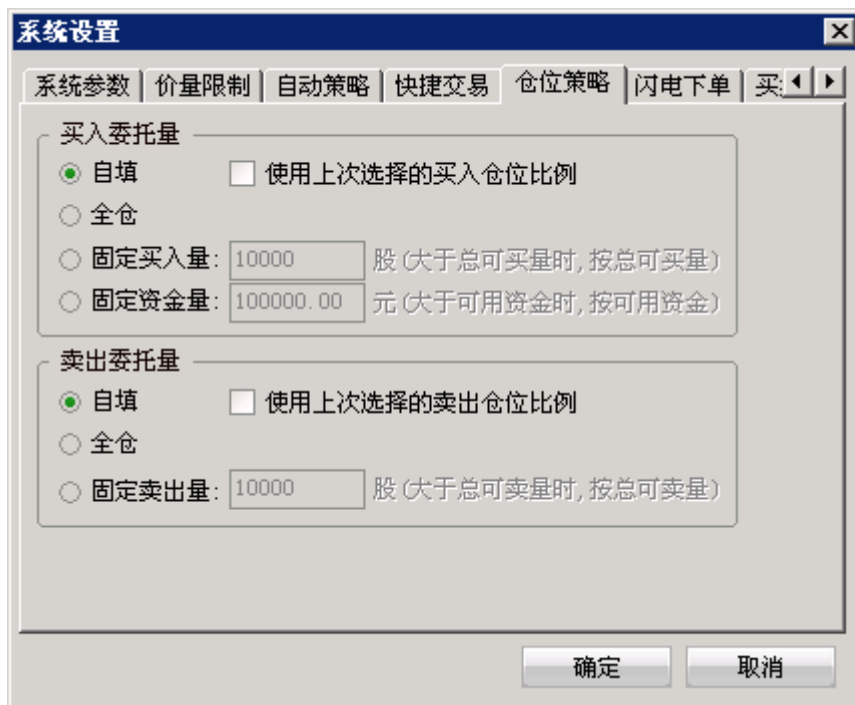 系统设置
系统参数 价量限制 自动策略 快捷交易 仓位策略 闪电下单 买
买入委托量
自填 使用上次选择的买入仓位比例
全仓
固定买入量: 10000 股(大于总可买量时,按总可买量)
固定资金量: 100000.00 元(大于可用资金时,按可用资金)
卖出委托量
自填 使用上次选择的卖出仓位比例
全仓
固定卖出量: 10000 股(大于总可卖量时,按总可卖量)
确定 取消